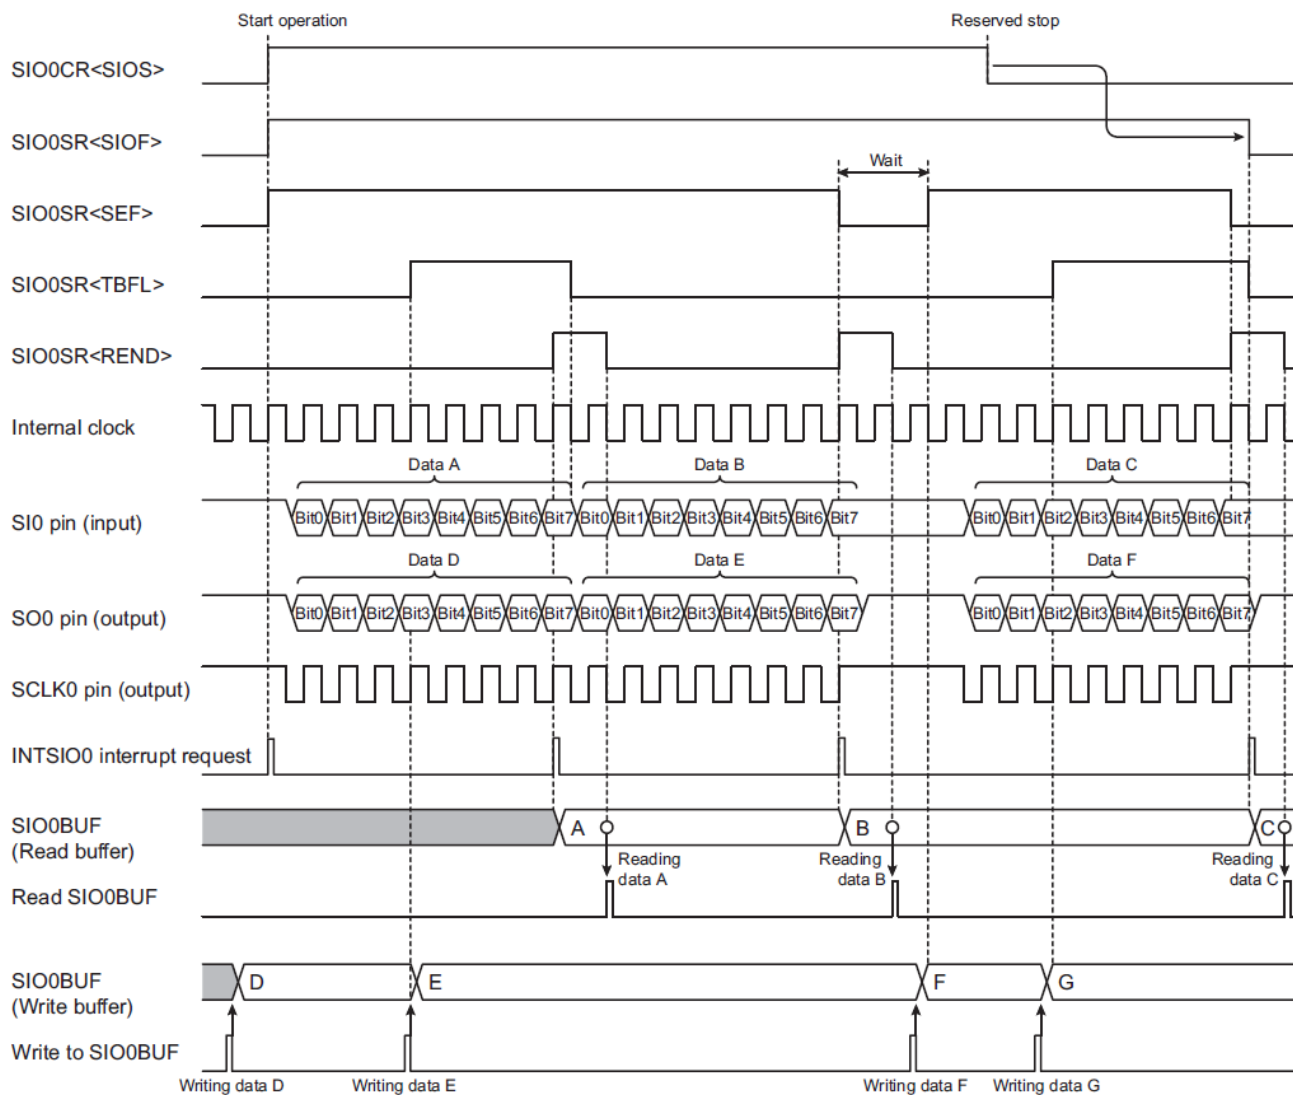 Start operation
Reserved stop
SIO0CR<SIOS>
SIO0SR<SIOF>
Wait
SIO0SR<SEF>
SIO0SR<TBFL>
SIO0SR<REND>
Internal clock
Data A Data B Data C
SI0 pin (input)
Bit0 Bit1 Bit2 Bit3 Bit4 Bit5 Bit6 Bit7 Bit0 Bit1 Bit2 Bit3 Bit4 Bit5 Bit6 Bit7 Bit0 Bit1 Bit2 Bit3 Bit4 Bit5 Bit6 Bit7
Data D Data E Data F
SO0 pin (output)
Bit0 Bit1 Bit2 Bit3 Bit4 Bit5 Bit6 Bit7 Bit0 Bit1 Bit2 Bit3 Bit4 Bit5 Bit6 Bit7 Bit0 Bit1 Bit2 Bit3 Bit4 Bit5 Bit6 Bit7
SCLK0 pin (output)
INTSIO0 interrupt request
SIO0BUF
(Read buffer)
A B C
Reading
data A
Reading
data B
Reading
data C
Read SIO0BUF
SIO0BUF
(Write buffer)
D E F G
Write to SIO0BUF
Writing data D Writing data E Writing data F Writing data G